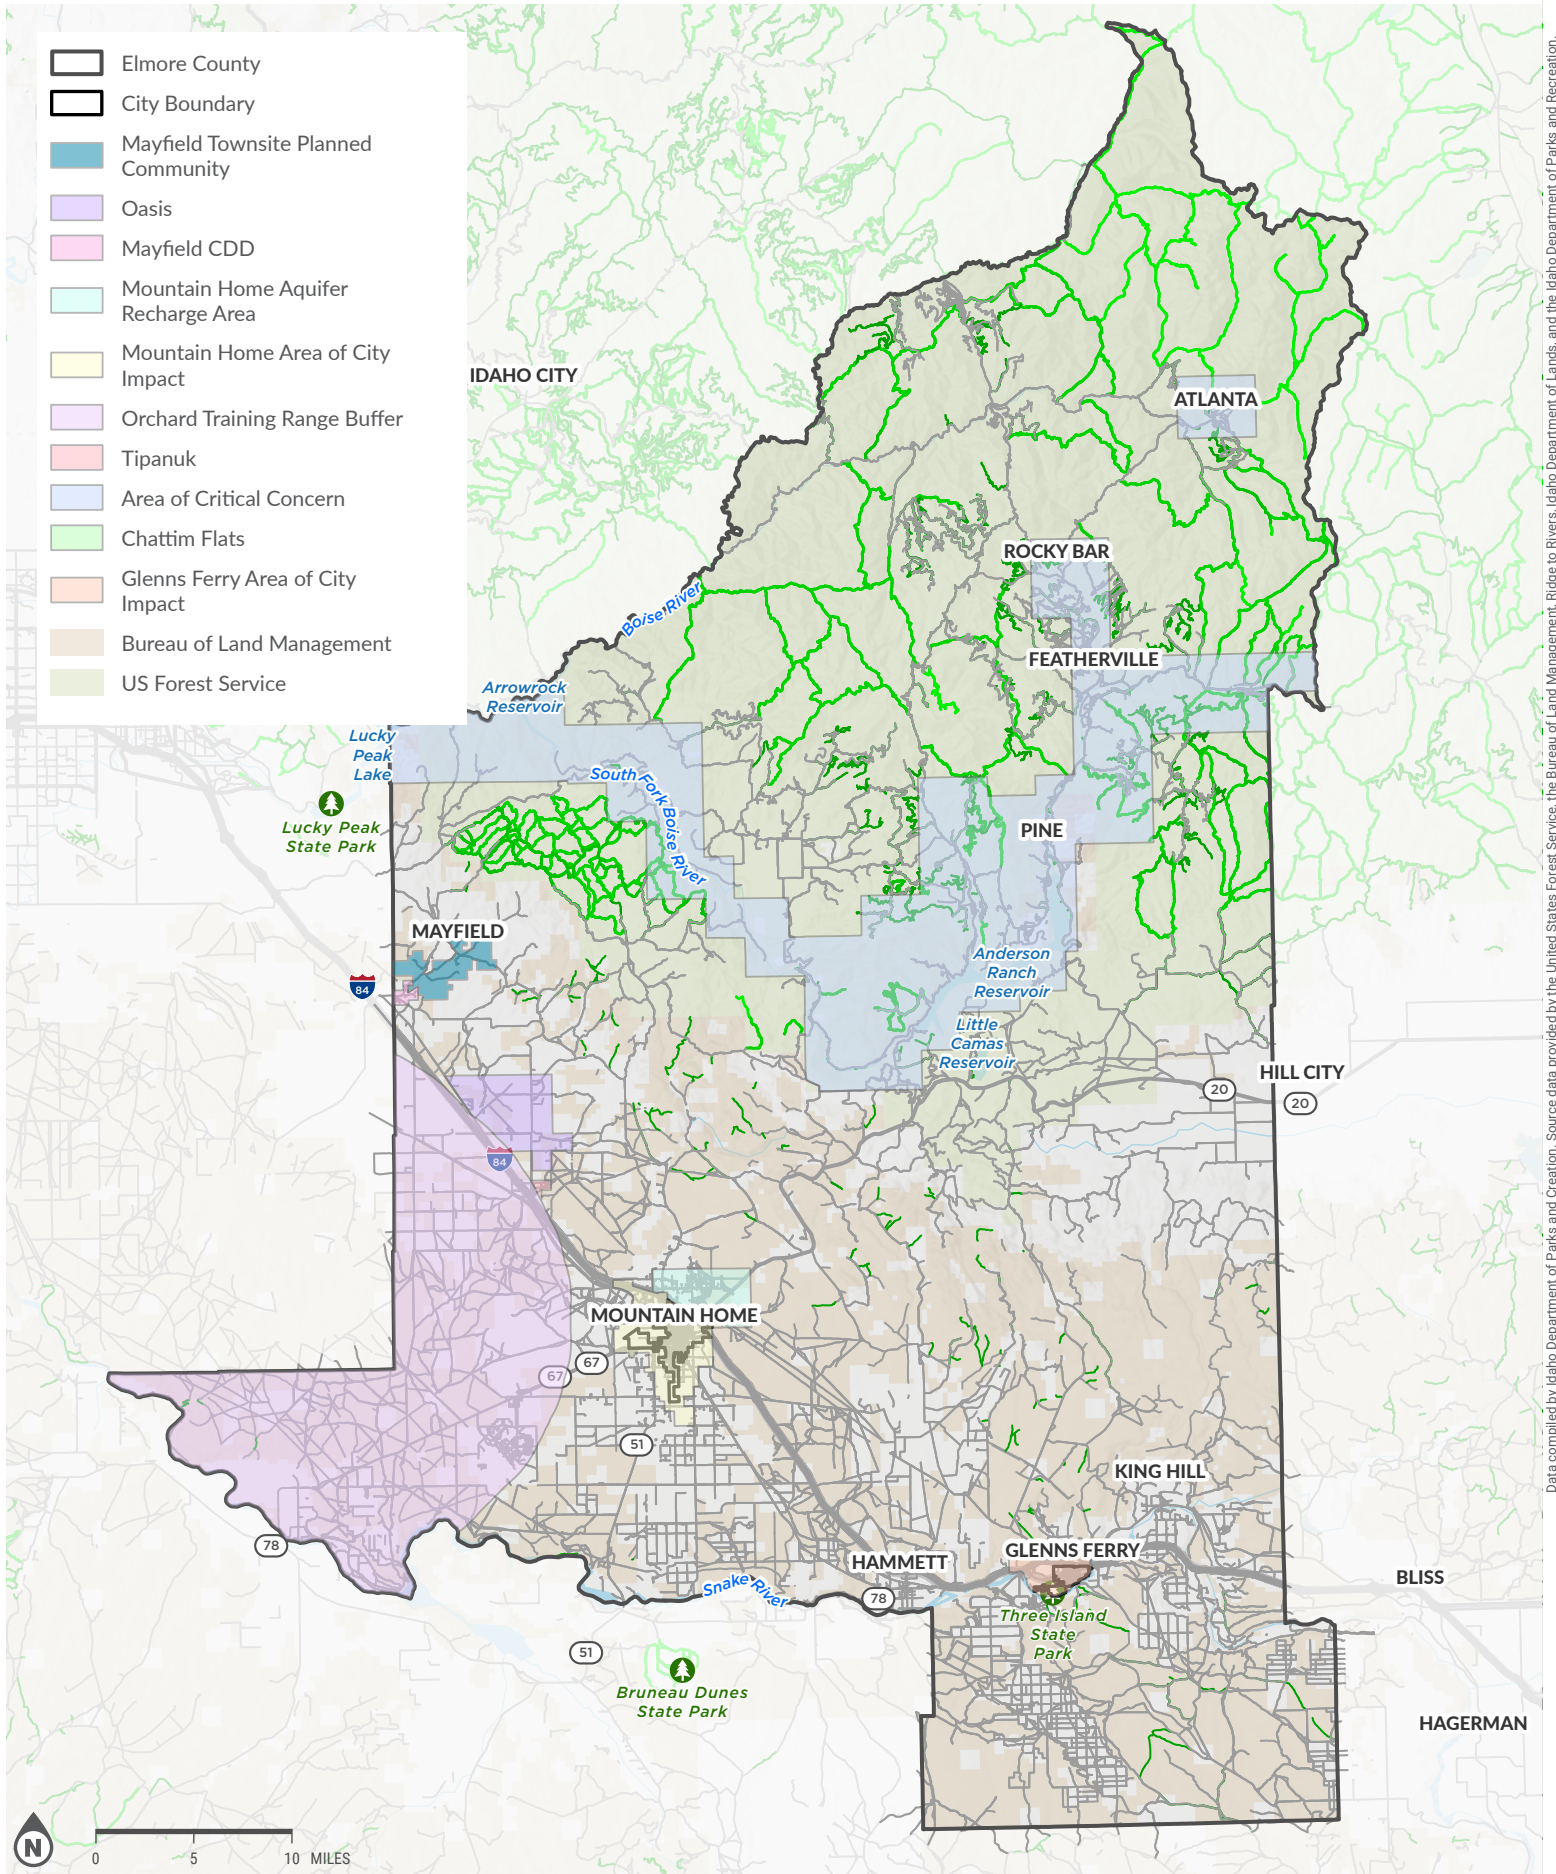 Elmore County
City Boundary
Mayfield Townsite Planned
Community
Oasis
Mayfield CDD
Mountain Home Aquifer
Recharge Area
Mountain Home Area of City
Impact
Orchard Training Range Buffer
Tipanuk
Area of Critical Concern
Chattim Flats
Glenns Ferry Area of City
Impact
Bureau of Land Management
US Forest Service
IDAHO CITY
ATLANTA
ROCKY BAR
Boise River
FEATHERVILLE
Arrowrock
Reservoir
Lucky
Peak
Lake
South Fork Boise River
Lucky Peak
State Park
PINE
MAYFIELD
84
Anderson
Ranch
Reservoir
Little
Camas
Reservoir
HILL CITY
20
20
84
MOUNTAIN HOME
67
67
51
KING HILL
78
GLENNS FERRY
HAMMETT
BLISS
Snake River
78
Three Island
State
Park
51
Bruneau Dunes
State Park
HAGERMAN
N
0 5 10 MILES
Data compiled by Idaho Department of Parks and Creation. Source data provided by the United States Forest Service, the Bureau of Land Management, Ridge to Rivers, Idaho Department of Lands, and the Idaho Department of Parks and Recreation.